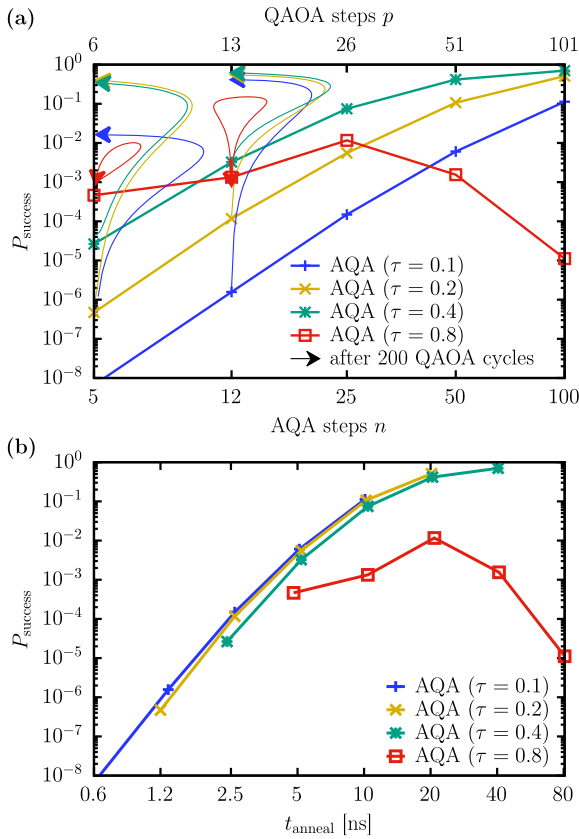 (a)
QAOA steps p
6 13 26 51 101
10⁰
10⁻¹
10⁻²
10⁻³
10⁻⁴
10⁻⁵
10⁻⁶
10⁻⁷
10⁻⁸
P_success
AQA (τ = 0.1)
AQA (τ = 0.2)
AQA (τ = 0.4)
AQA (τ = 0.8)
after 200 QAOA cycles
5 12 25 50 100
AQA steps n
(b)
10⁰
10⁻¹
10⁻²
10⁻³
10⁻⁴
10⁻⁵
10⁻⁶
10⁻⁷
10⁻⁸
P_success
AQA (τ = 0.1)
AQA (τ = 0.2)
AQA (τ = 0.4)
AQA (τ = 0.8)
0.6 1.2 2.5 5 10 20 40 80
t_anneal [ns]